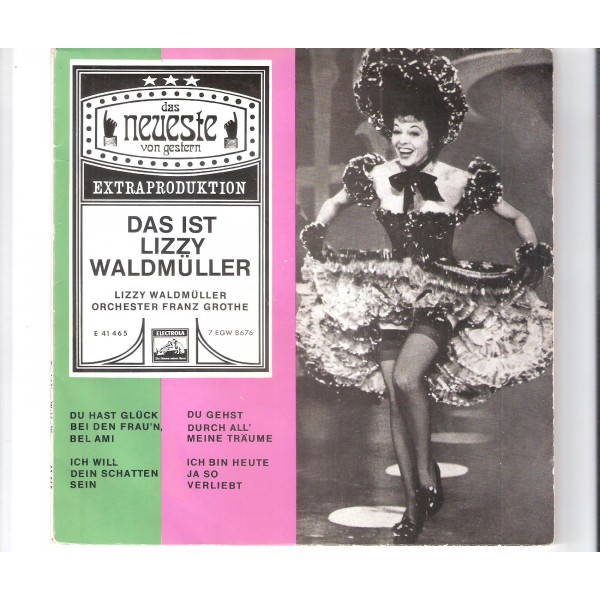 das
neueste
von gestern
EXTRAPRODUKTION
DAS IST
LIZZY
WALDMÜLLER
LIZZY WALDMÜLLER
ORCHESTER FRANZ GROTHE
E 41 465
ELECTROLA
7 EGW 8676
DU HAST GLÜCK
BEI DEN FRAU'N,
BEL AMI
ICH WILL
DEIN SCHATTEN
SEIN
DU GEHST
DURCH ALL'
MEINE TRÄUME
ICH BIN HEUTE
JA SO
VERLIEBT